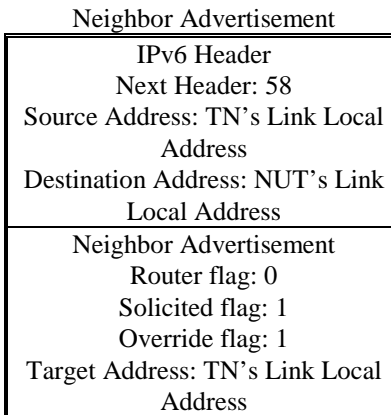 Neighbor Advertisement
IPv6 Header
Next Header: 58
Source Address: TN's Link Local
Address
Destination Address: NUT's Link
Local Address
Neighbor Advertisement
Router flag: 0
Solicited flag: 1
Override flag: 1
Target Address: TN's Link Local
Address